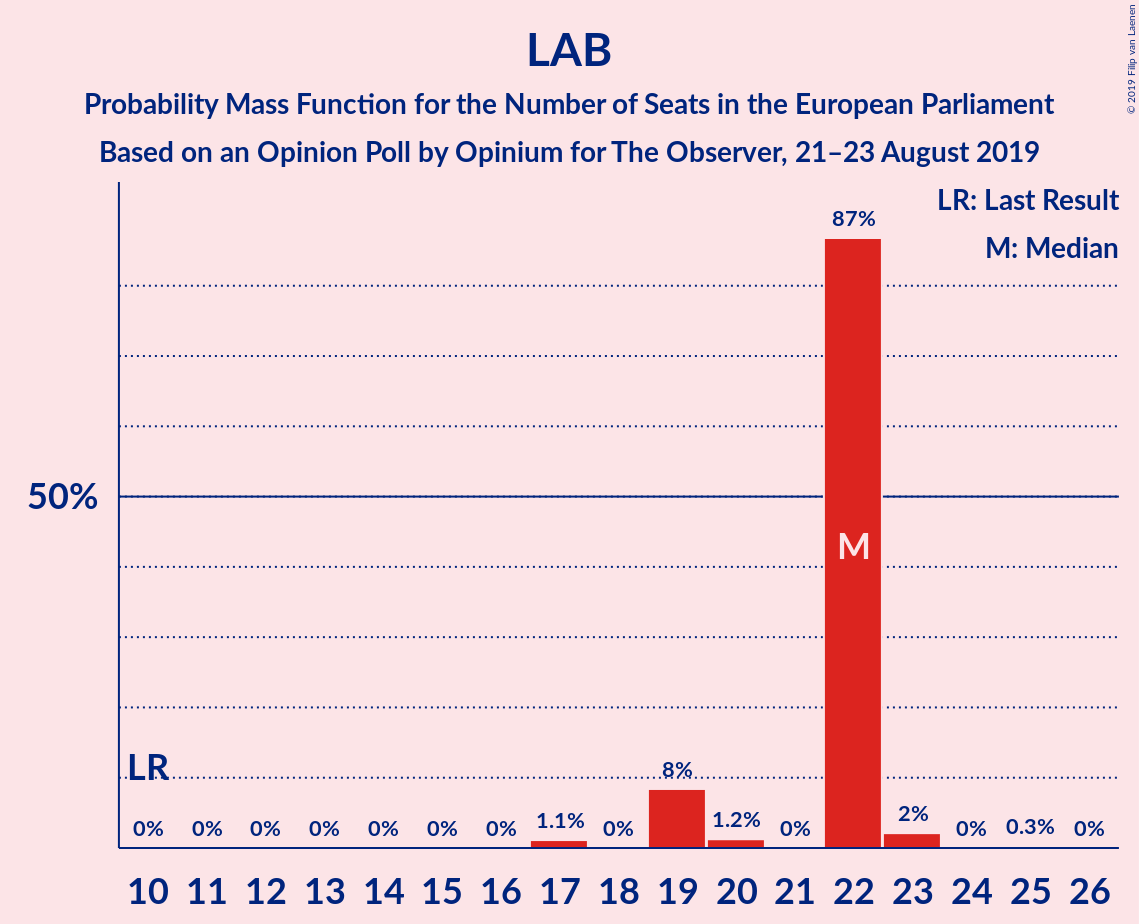 LAB
Probability Mass Function for the Number of Seats in the European Parliament
Based on an Opinion Poll by Opinium for The Observer, 21–23 August 2019
© 2019 Filip van Laenen
LR: Last Result
M: Median
87%
50%
M
LR
0% 0% 0% 0% 0% 0% 0% 1.1% 0% 8% 1.2% 0% 2% 0% 0.3% 0%
10 11 12 13 14 15 16 17 18 19 20 21 22 23 24 25 26